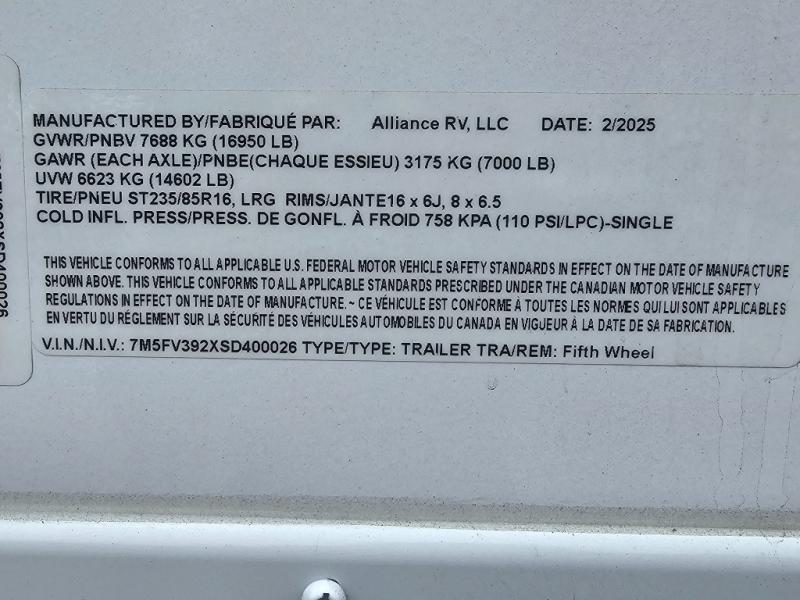 MANUFACTURED BY/FABRIQUÉ PAR: Alliance RV, LLC DATE: 2/2025
GVWR/PNBV 7688 KG (16950 LB)
GAWR (EACH AXLE)/PNBE(CHAQUE ESSIEU) 3175 KG (7000 LB)
UVW 6623 KG (14602 LB)
TIRE/PNEU ST235/85R16, LRG RIMS/JANTE16 x 6J, 8 x 6.5
COLD INFL. PRESS/PRESS. DE GONFL. À FROID 758 KPA (110 PSI/LPC)-SINGLE
THIS VEHICLE CONFORMS TO ALL APPLICABLE U.S. FEDERAL MOTOR VEHICLE SAFETY STANDARDS IN EFFECT ON THE DATE OF MANUFACTURE
SHOWN ABOVE. THIS VEHICLE CONFORMS TO ALL APPLICABLE STANDARDS PRESCRIBED UNDER THE CANADIAN MOTOR VEHICLE SAFETY
REGULATIONS IN EFFECT ON THE DATE OF MANUFACTURE. ~ CE VÉHICULE EST CONFORME À TOUTES LES NORMES QUI LUI SONT APPLICABLES
EN VERTU DU RÉGLEMENT SUR LA SÉCURITÉ DES VÉHICULES AUTOMOBILES DU CANADA EN VIGUEUR À LA DATE DE SA FABRICATION.
V.I.N./N.I.V.: 7M5FV392XSD400026 TYPE/TYPE: TRAILER TRA/REM: Fifth Wheel